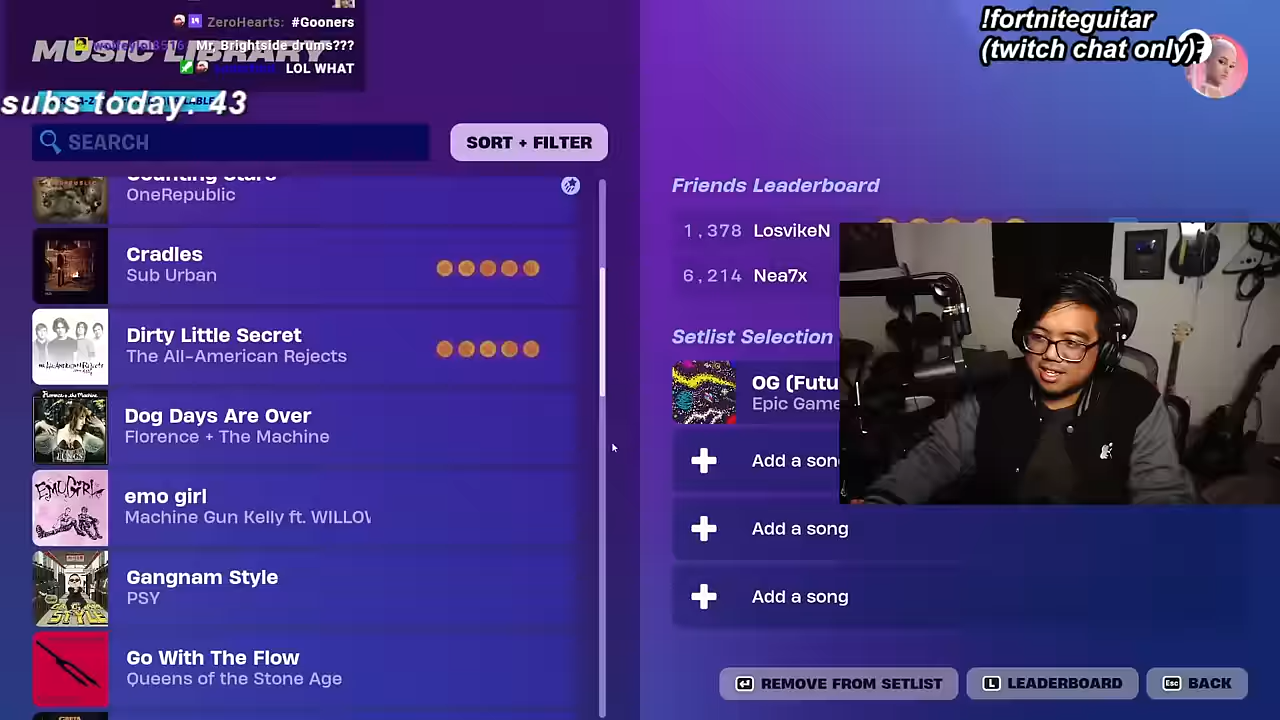 ZeroHearts: #Gooners
Mr. Brightside drums???
LOL WHAT
MUSIC LIBRARY
subs today: 43
!fortniteguitar
(twitch chat only)
SEARCH
SORT + FILTER
Counting Stars
OneRepublic
Cradles
Sub Urban
Dirty Little Secret
The All-American Rejects
Dog Days Are Over
Florence + The Machine
emo girl
Machine Gun Kelly ft. WILLOW
Gangnam Style
PSY
Go With The Flow
Queens of the Stone Age
Friends Leaderboard
1,378 LosvikeN
6,214 Nea7x
Setlist Selection
OG (Futu
Epic Game
Add a son
Add a song
Add a song
REMOVE FROM SETLIST
L LEADERBOARD
Esc BACK